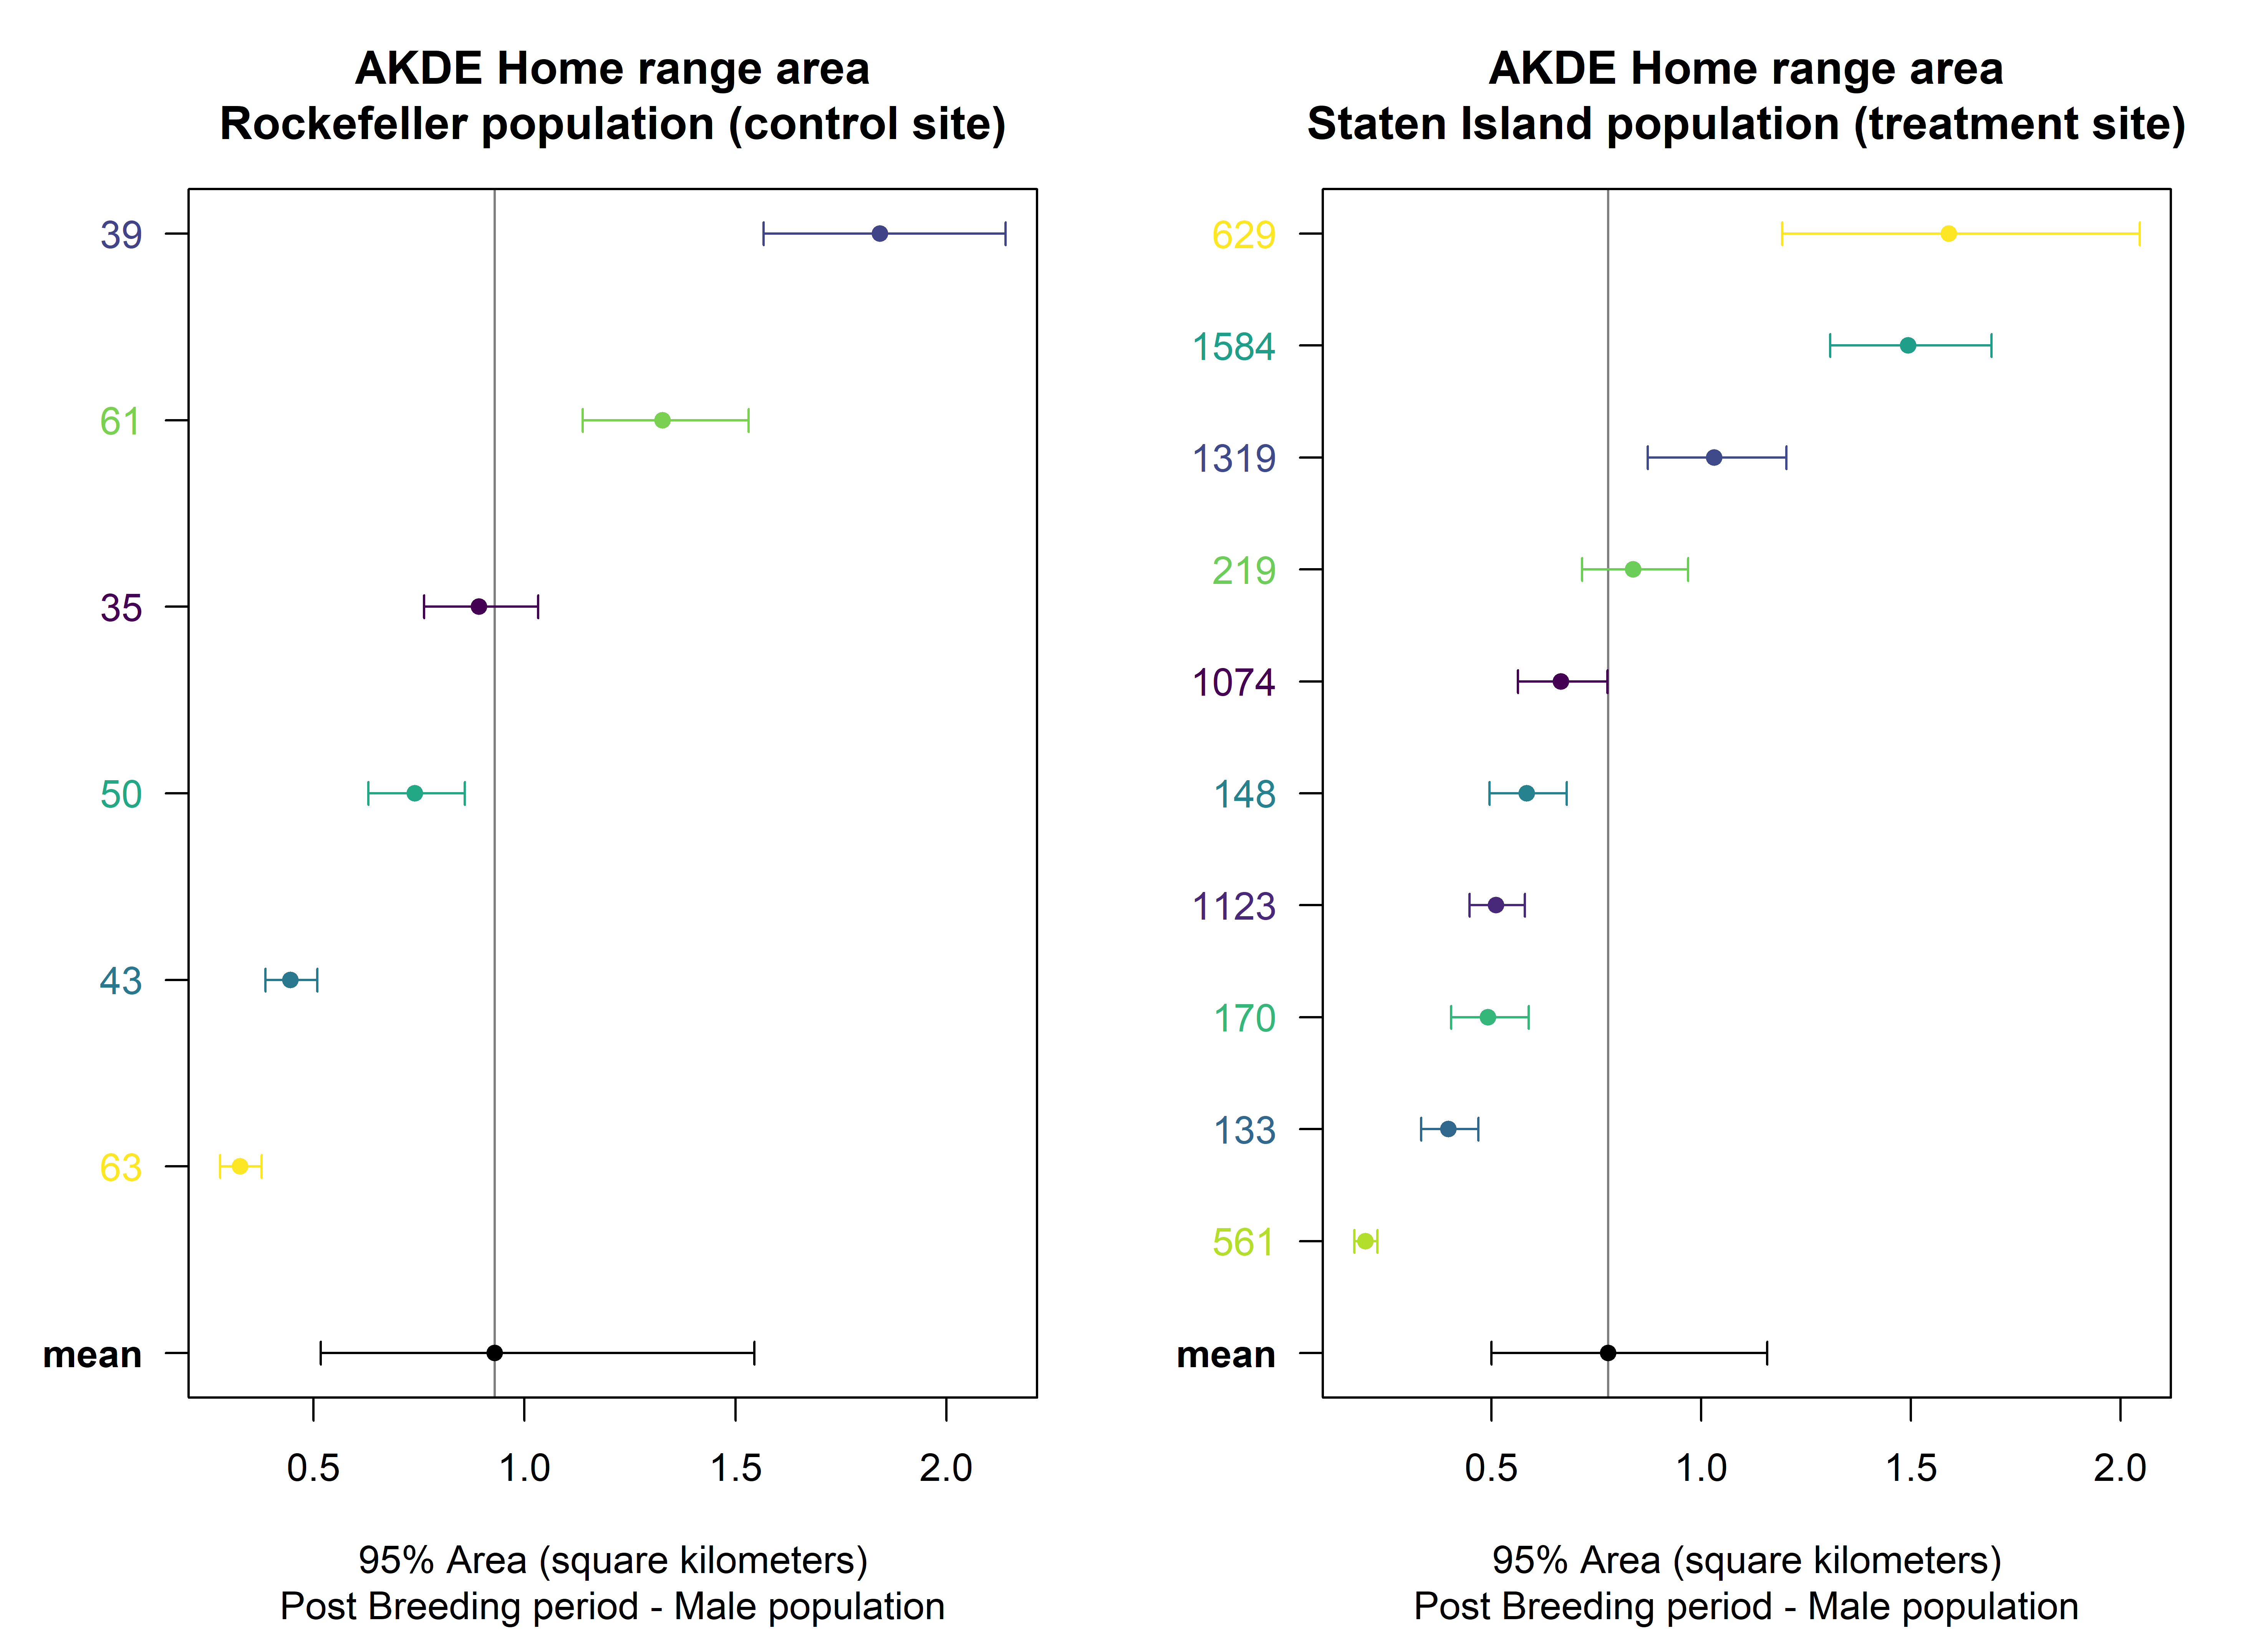 AKDE Home range area
Rockefeller population (control site)
39
61
35
50
43
63
mean
0.5 1.0 1.5 2.0
95% Area (square kilometers)
Post Breeding period - Male population
AKDE Home range area
Staten Island population (treatment site)
629
1584
1319
219
1074
148
1123
170
133
561
mean
0.5 1.0 1.5 2.0
95% Area (square kilometers)
Post Breeding period - Male population